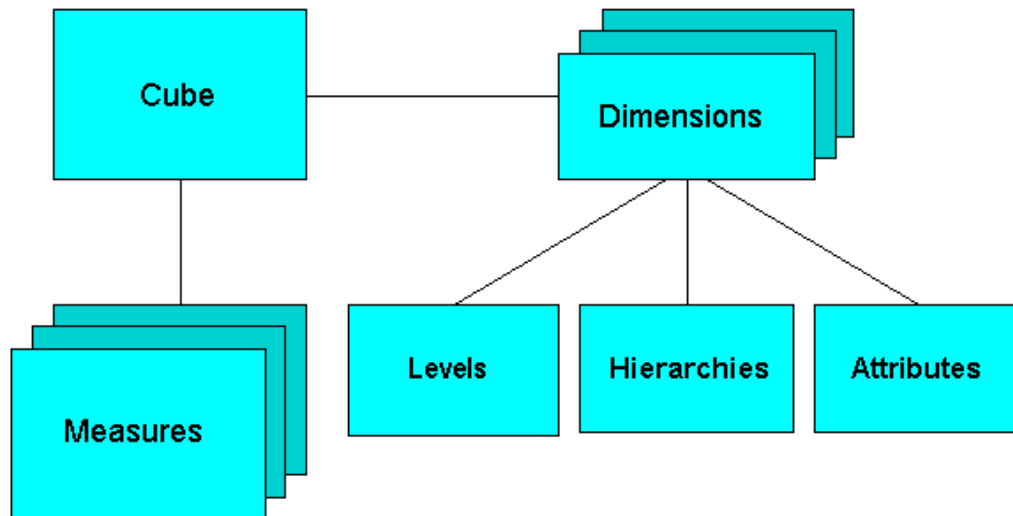 Cube
Dimensions
Levels
Hierarchies
Attributes
Measures